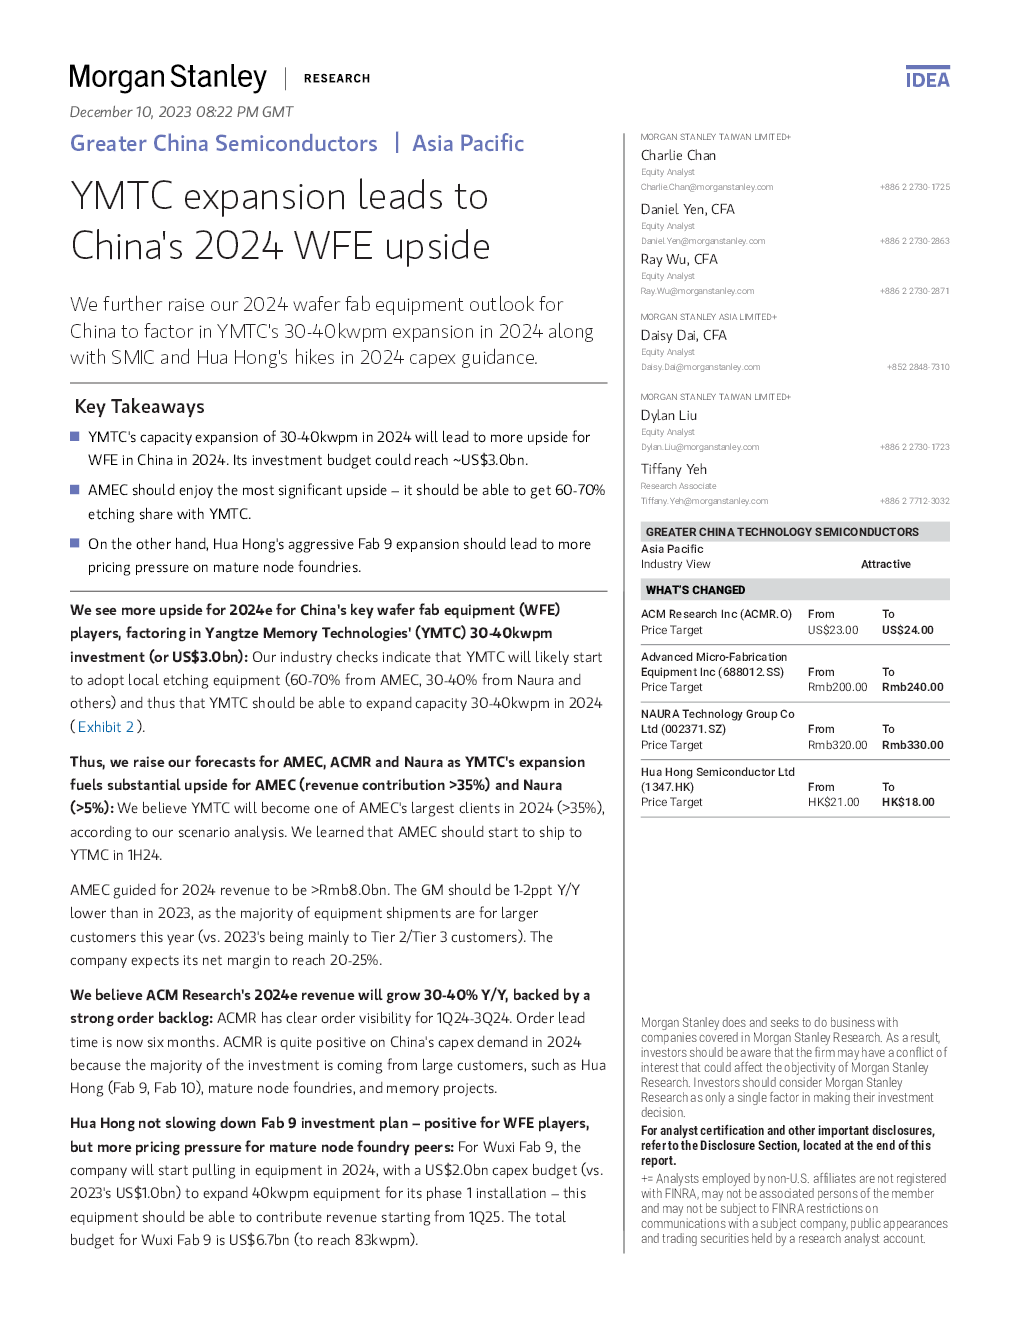 Morgan Stanley | RESEARCH
IDEA
December 10, 2023 08:22 PM GMT
Greater China Semiconductors | Asia Pacific
YMTC expansion leads to
China's 2024 WFE upside
We further raise our 2024 wafer fab equipment outlook for
China to factor in YMTC's 30-40kwpm expansion in 2024 along
with SMIC and Hua Hong's hikes in 2024 capex guidance.
Key Takeaways
YMTC's capacity expansion of 30-40kwpm in 2024 will lead to more upside for
WFE in China in 2024. Its investment budget could reach ~US$3.0bn.
AMEC should enjoy the most significant upside – it should be able to get 60-70%
etching share with YMTC.
On the other hand, Hua Hong's aggressive Fab 9 expansion should lead to more
pricing pressure on mature node foundries.
We see more upside for 2024e for China's key wafer fab equipment (WFE)
players, factoring in Yangtze Memory Technologies' (YMTC) 30-40kwpm
investment (or US$3.0bn): Our industry checks indicate that YMTC will likely start
to adopt local etching equipment (60-70% from AMEC, 30-40% from Naura and
others) and thus that YMTC should be able to expand capacity 30-40kwpm in 2024
( Exhibit 2 ).
Thus, we raise our forecasts for AMEC, ACMR and Naura as YMTC's expansion
fuels substantial upside for AMEC (revenue contribution >35%) and Naura
(>5%): We believe YMTC will become one of AMEC's largest clients in 2024 (>35%),
according to our scenario analysis. We learned that AMEC should start to ship to
YTMC in 1H24.
AMEC guided for 2024 revenue to be >Rmb8.0bn. The GM should be 1-2ppt Y/Y
lower than in 2023, as the majority of equipment shipments are for larger
customers this year (vs. 2023's being mainly to Tier 2/Tier 3 customers). The
company expects its net margin to reach 20-25%.
We believe ACM Research's 2024e revenue will grow 30-40% Y/Y, backed by a
strong order backlog: ACMR has clear order visibility for 1Q24-3Q24. Order lead
time is now six months. ACMR is quite positive on China's capex demand in 2024
because the majority of the investment is coming from large customers, such as Hua
Hong (Fab 9, Fab 10), mature node foundries, and memory projects.
Hua Hong not slowing down Fab 9 investment plan – positive for WFE players,
but more pricing pressure for mature node foundry peers: For Wuxi Fab 9, the
company will start pulling in equipment in 2024, with a US$2.0bn capex budget (vs.
2023's US$1.0bn) to expand 40kwpm equipment for its phase 1 installation – this
equipment should be able to contribute revenue starting from 1Q25. The total
budget for Wuxi Fab 9 is US$6.7bn (to reach 83kwpm).
MORGAN STANLEY TAIWAN LIMITED+
Charlie Chan
Equity Analyst
Charlie.Chan@morganstanley.com +886 2 2730-1725
Daniel Yen, CFA
Equity Analyst
Daniel.Yen@morganstanley.com +886 2 2730-2863
Ray Wu, CFA
Equity Analyst
Ray.Wu@morganstanley.com +886 2 2730-2871
MORGAN STANLEY ASIA LIMITED+
Daisy Dai, CFA
Equity Analyst
Daisy.Dai@morganstanley.com +852 2848-7310
MORGAN STANLEY TAIWAN LIMITED+
Dylan Liu
Equity Analyst
Dylan.Liu@morganstanley.com +886 2 2730-1723
Tiffany Yeh
Research Associate
Tiffany.Yeh@morganstanley.com +886 2 7712-3032
GREATER CHINA TECHNOLOGY SEMICONDUCTORS
Asia Pacific
Industry View Attractive
WHAT'S CHANGED
ACM Research Inc (ACMR.O) From To
Price Target US$23.00 US$24.00
Advanced Micro-Fabrication
Equipment Inc (688012.SS) From To
Price Target Rmb200.00 Rmb240.00
NAURA Technology Group Co
Ltd (002371.SZ) From To
Price Target Rmb320.00 Rmb330.00
Hua Hong Semiconductor Ltd
(1347.HK) From To
Price Target HK$21.00 HK$18.00
Morgan Stanley does and seeks to do business with
companies covered in Morgan Stanley Research. As a result,
investors should be aware that the firm may have a conflict of
interest that could affect the objectivity of Morgan Stanley
Research. Investors should consider Morgan Stanley
Research as only a single factor in making their investment
decision.
For analyst certification and other important disclosures,
refer to the Disclosure Section, located at the end of this
report.
+= Analysts employed by non-U.S. affiliates are not registered
with FINRA, may not be associated persons of the member
and may not be subject to FINRA restrictions on
communications with a subject company, public appearances
and trading securities held by a research analyst account.